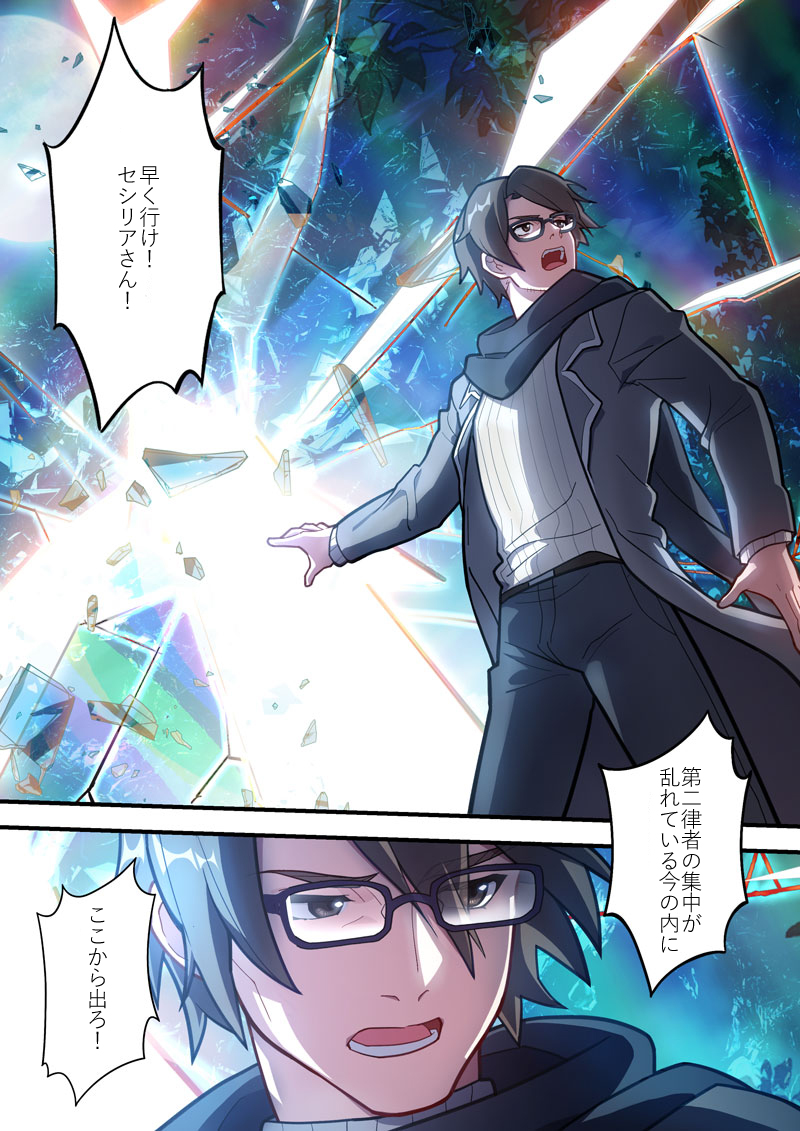 早く行け！
セシリアさん！
第二律者の集中が
乱れている今の内に
ここから出ろ！